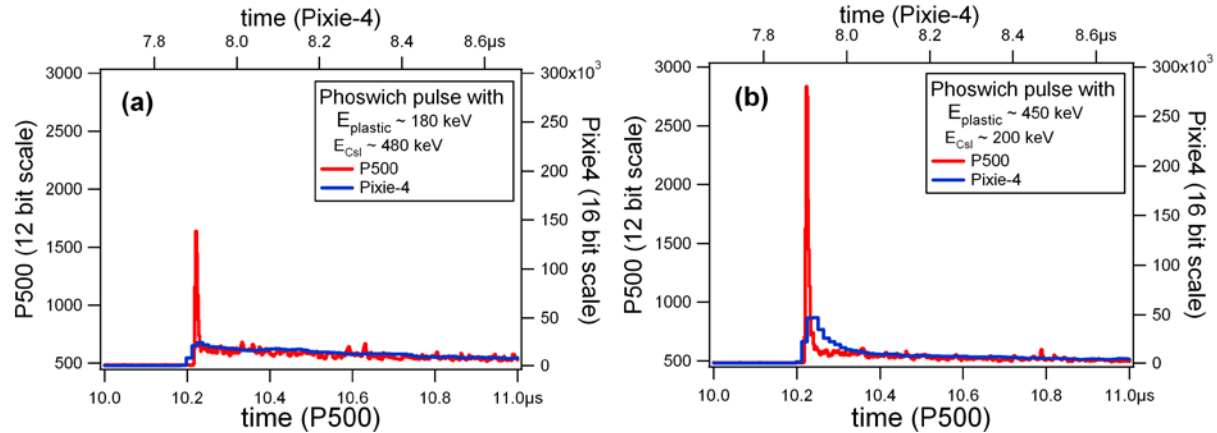 time (Pixie-4)
7.8 8.0 8.2 8.4 8.6μs
(a)
Phoswich pulse with
Eplastic ~ 180 keV
ECsI ~ 480 keV
P500
Pixie-4
P500 (12 bit scale)
3000
2500
2000
1500
1000
500
Pixie4 (16 bit scale)
300x10³
250
200
150
100
50
0
10.0 10.2 10.4 10.6 10.8 11.0μs
time (P500)
time (Pixie-4)
7.8 8.0 8.2 8.4 8.6μs
(b)
Phoswich pulse with
Eplastic ~ 450 keV
ECsI ~ 200 keV
P500
Pixie-4
P500 (12 bit scale)
3000
2500
2000
1500
1000
500
Pixie4 (16 bit scale)
300x10³
250
200
150
100
50
0
10.0 10.2 10.4 10.6 10.8 11.0μs
time (P500)